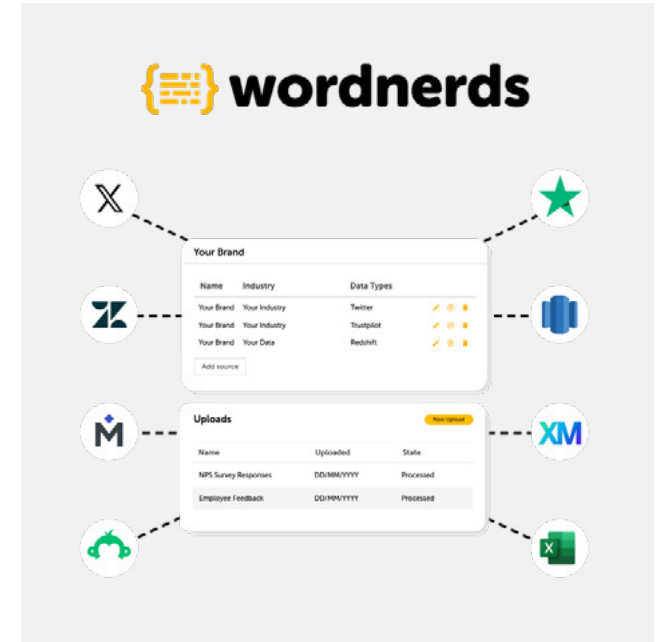 { } wordnerds
X
Your Brand
Name Industry Data Types
Your Brand Your Industry Twitter
Your Brand Your Industry Trustpilot
Your Brand Your Data Redshift
Add source
Uploads New Upload
Name Uploaded State
NPS Survey Responses DD/MM/YYYY Processed
Employee Feedback DD/MM/YYYY Processed
M XM
X